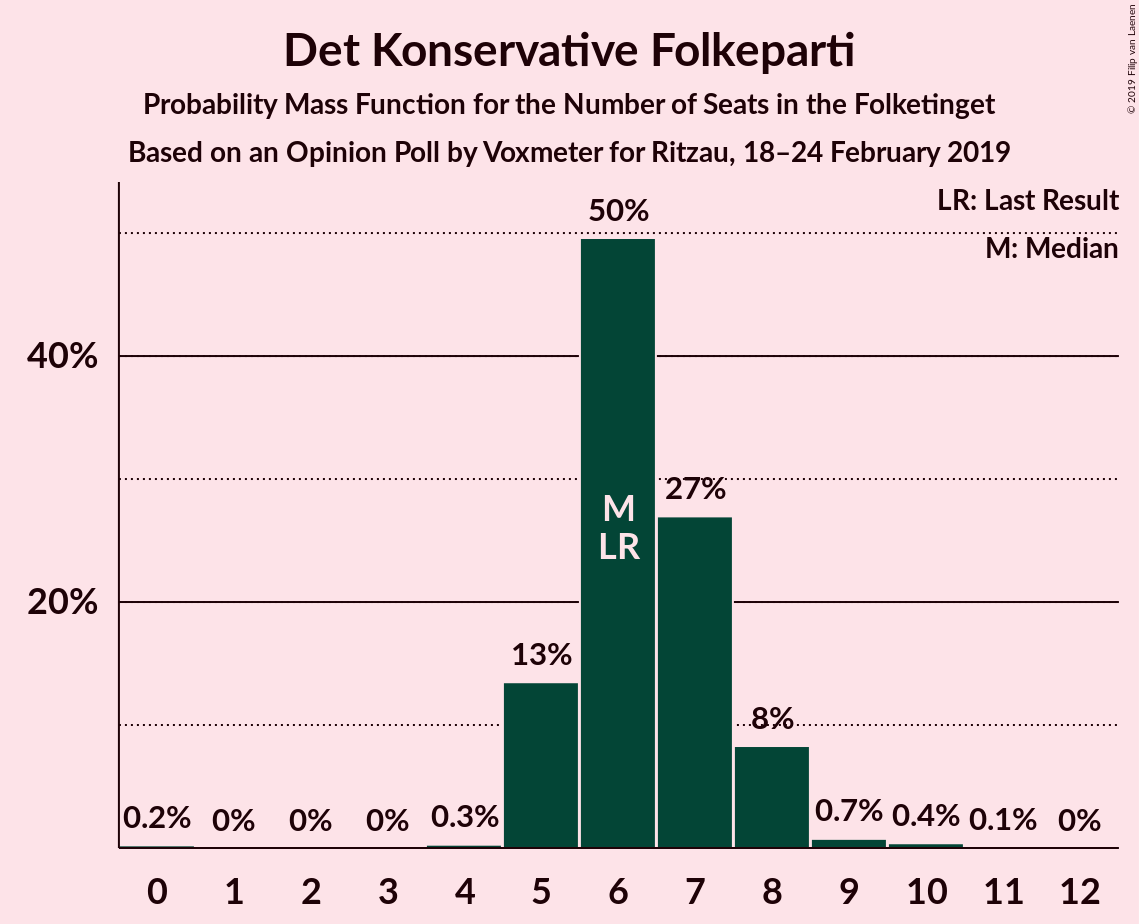 Det Konservative Folkeparti
Probability Mass Function for the Number of Seats in the Folketinget
Based on an Opinion Poll by Voxmeter for Ritzau, 18–24 February 2019
© 2019 Filip van Laenen
LR: Last Result
M: Median
50%
40%
27%
M
LR
20%
13%
8%
0.2% 0% 0% 0% 0.3% 0.7% 0.4% 0.1% 0%
0 1 2 3 4 5 6 7 8 9 10 11 12